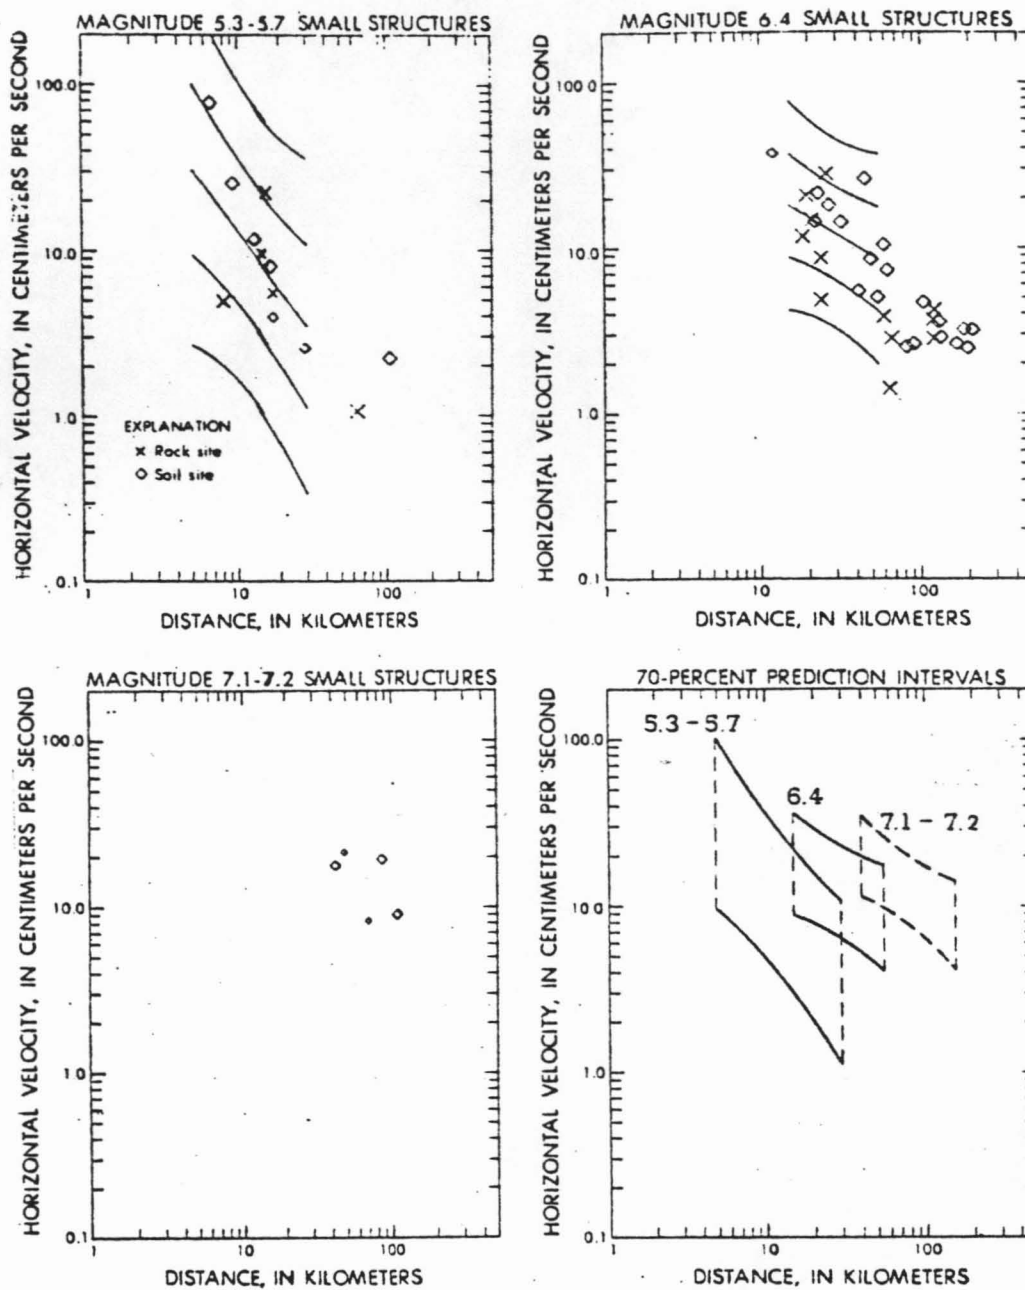 MAGNITUDE 5.3-5.7 SMALL STRUCTURES
HORIZONTAL VELOCITY, IN CENTIMETERS PER SECOND
100.0
10.0
1.0
0.1
EXPLANATION
× Rock site
◇ Soil site
1 10 100
DISTANCE, IN KILOMETERS
MAGNITUDE 6.4 SMALL STRUCTURES
HORIZONTAL VELOCITY, IN CENTIMETERS PER SECOND
100.0
10.0
1.0
0.1
1 10 100
DISTANCE, IN KILOMETERS
MAGNITUDE 7.1-7.2 SMALL STRUCTURES
HORIZONTAL VELOCITY, IN CENTIMETERS PER SECOND
100.0
10.0
1.0
0.1
1 10 100
DISTANCE, IN KILOMETERS
70-PERCENT PREDICTION INTERVALS
HORIZONTAL VELOCITY, IN CENTIMETERS PER SECOND
100.0
10.0
1.0
0.1
5.3 - 5.7
6.4
7.1 - 7.2
1 10 100
DISTANCE, IN KILOMETERS